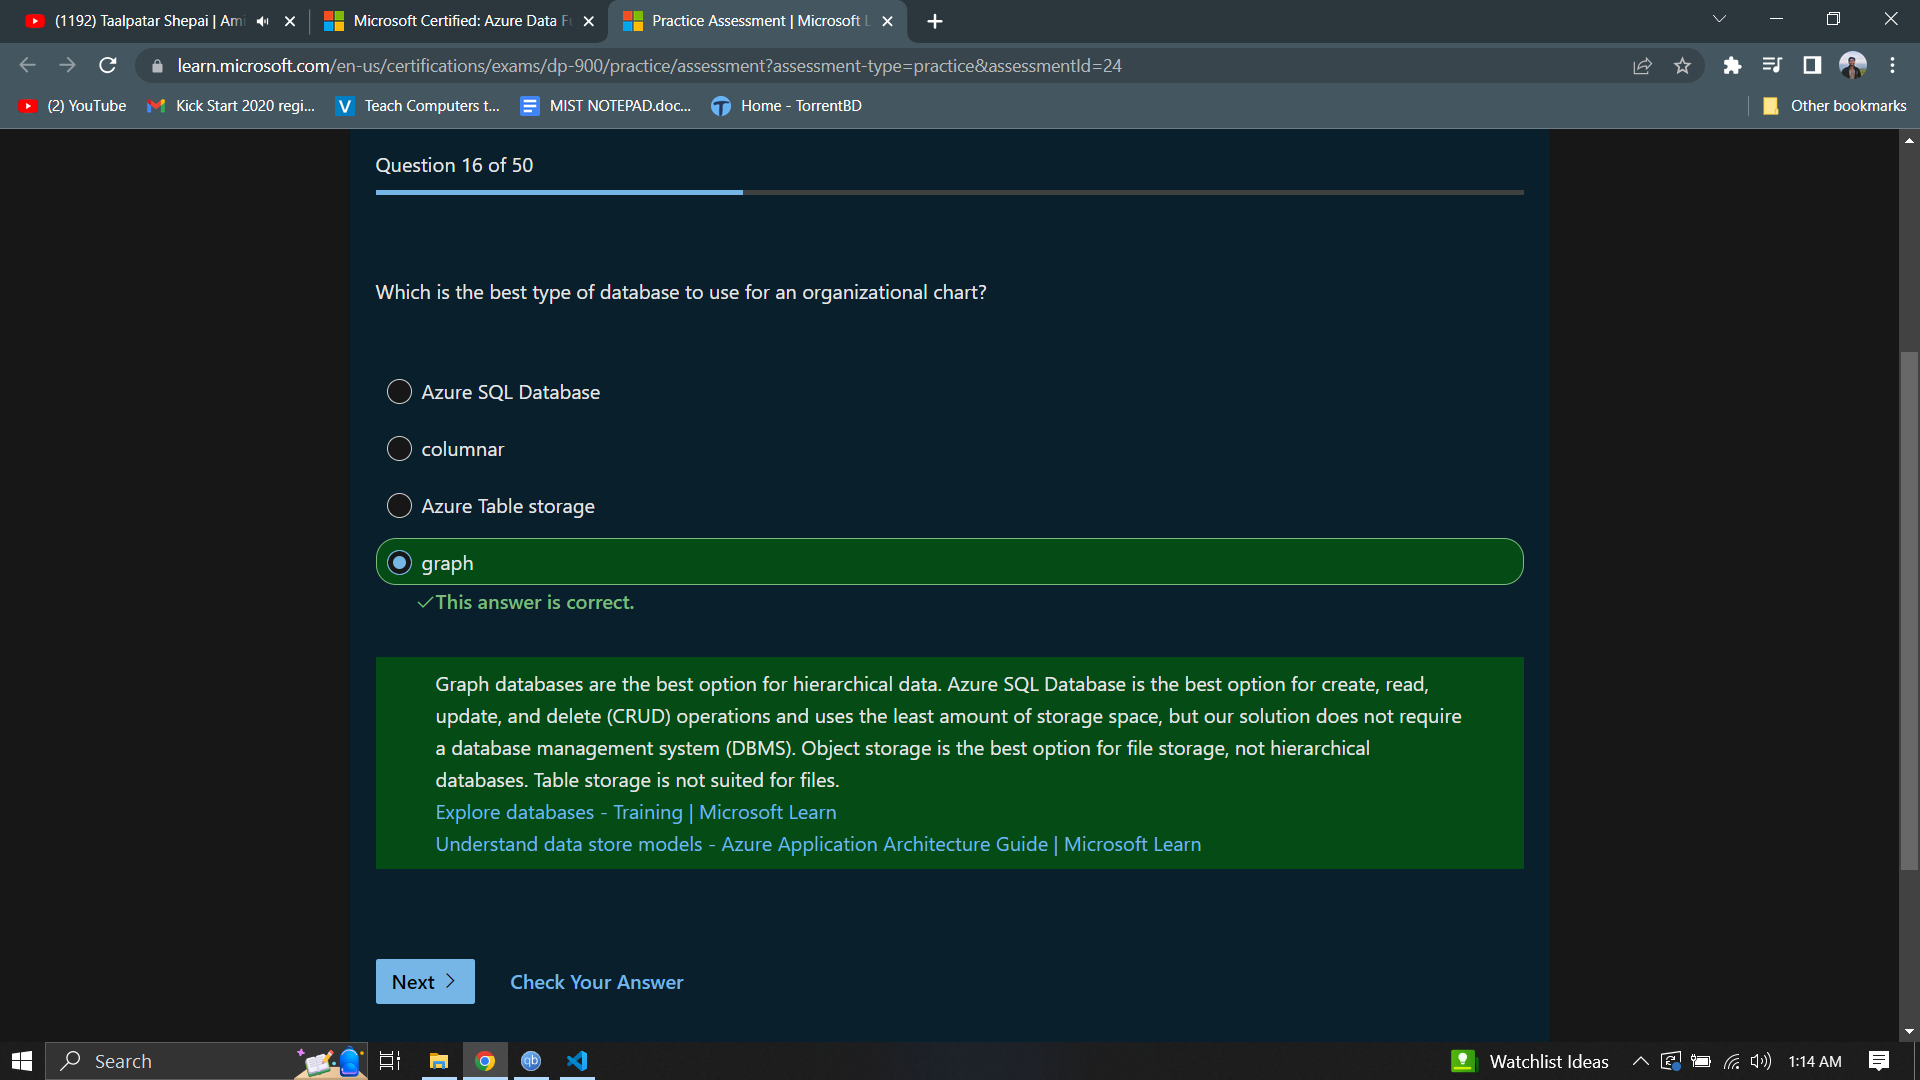 (1192) Taalpatar Shepai | Ami
Microsoft Certified: Azure Data F
Practice Assessment | Microsoft L
learn.microsoft.com/en-us/certifications/exams/dp-900/practice/assessment?assessment-type=practice&assessmentId=24
(2) YouTube
Kick Start 2020 regi...
Teach Computers t...
MIST NOTEPAD.doc...
Home - TorrentBD
Other bookmarks
Question 16 of 50
Which is the best type of database to use for an organizational chart?
Azure SQL Database
columnar
Azure Table storage
graph
This answer is correct.
Graph databases are the best option for hierarchical data. Azure SQL Database is the best option for create, read,
update, and delete (CRUD) operations and uses the least amount of storage space, but our solution does not require
a database management system (DBMS). Object storage is the best option for file storage, not hierarchical
databases. Table storage is not suited for files.
Explore databases - Training | Microsoft Learn
Understand data store models - Azure Application Architecture Guide | Microsoft Learn
Next
Check Your Answer
Search
qb
Watchlist Ideas
1:14 AM